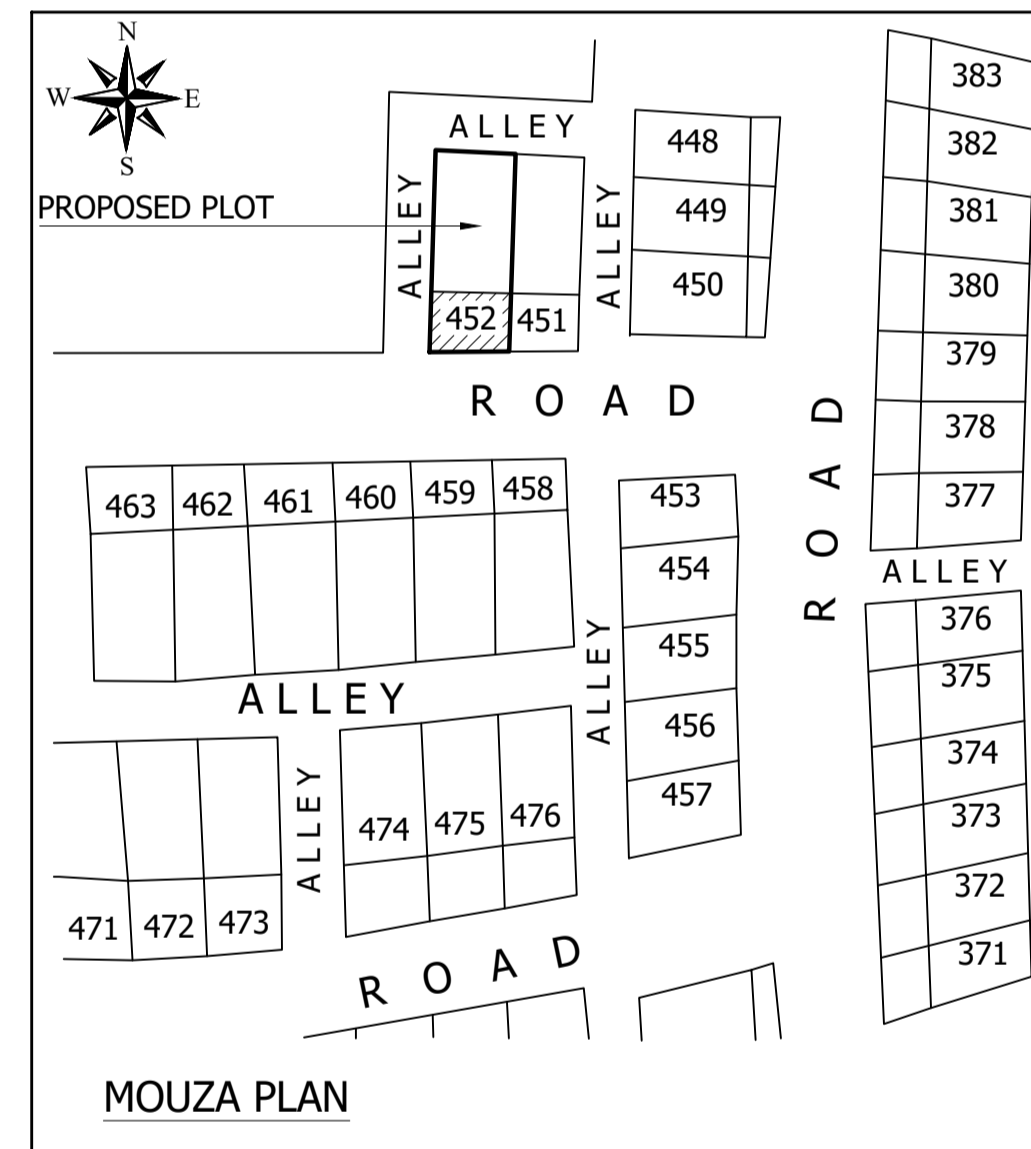 N
W E
S
PROPOSED PLOT
ALLEY
ALLEY
ALLEY
452 451
448
449
450
383
382
381
380
379
378
377
ROAD
ROAD
ALLEY
463 462 461 460 459 458
453
454
455
456
457
ALLEY
ALLEY
376
375
374
373
372
371
ALLEY
474 475 476
471 472 473
ROAD
MOUZA PLAN